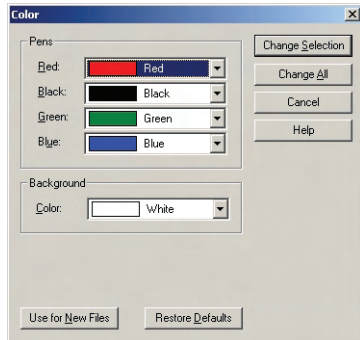 Color
Pens
Red: Red
Black: Black
Green: Green
Blue: Blue
Background
Color: White
Change Selection
Change All
Cancel
Help
Use for New Files
Restore Defaults